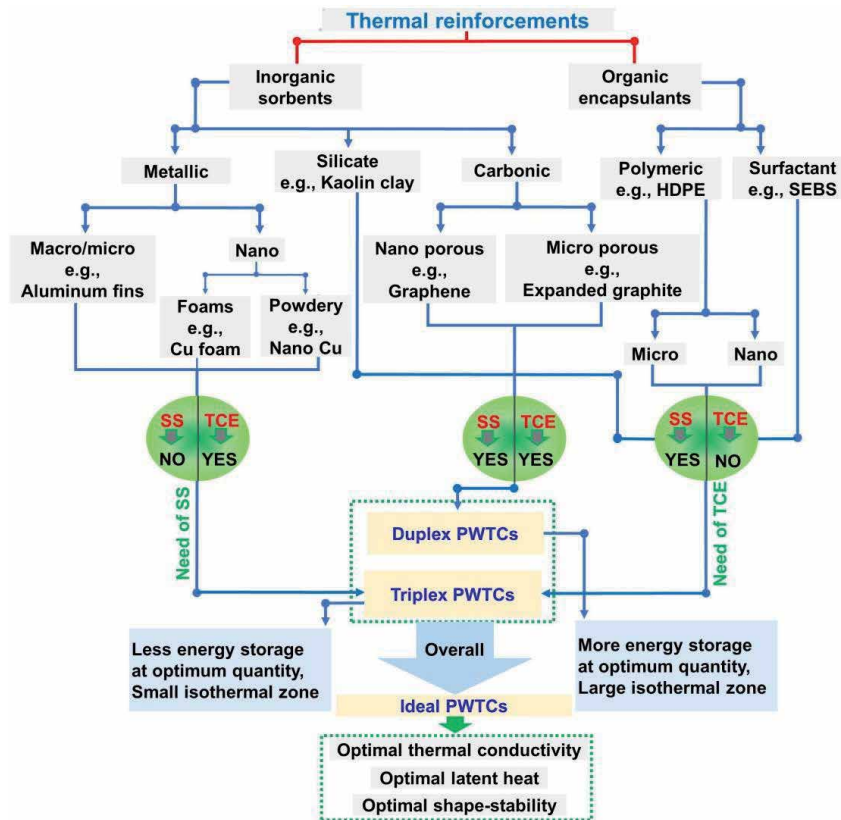 Thermal reinforcements
Inorganic
sorbents
Organic
encapsulants
Metallic
Silicate
e.g., Kaolin clay
Carbonic
Polymeric
e.g., HDPE
Surfactant
e.g., SEBS
Macro/micro
e.g.,
Aluminum fins
Nano
Nano porous
e.g.,
Graphene
Micro porous
e.g.,
Expanded graphite
Foams
e.g.,
Cu foam
Powdery
e.g.,
Nano Cu
Micro
Nano
SS
TCE
NO
YES
SS
TCE
YES
YES
SS
TCE
YES
NO
Need of SS
Need of TCE
Duplex PWTCs
Triplex PWTCs
Less energy storage
at optimum quantity,
Small isothermal zone
Overall
More energy storage
at optimum quantity,
Large isothermal zone
Ideal PWTCs
Optimal thermal conductivity
Optimal latent heat
Optimal shape-stability